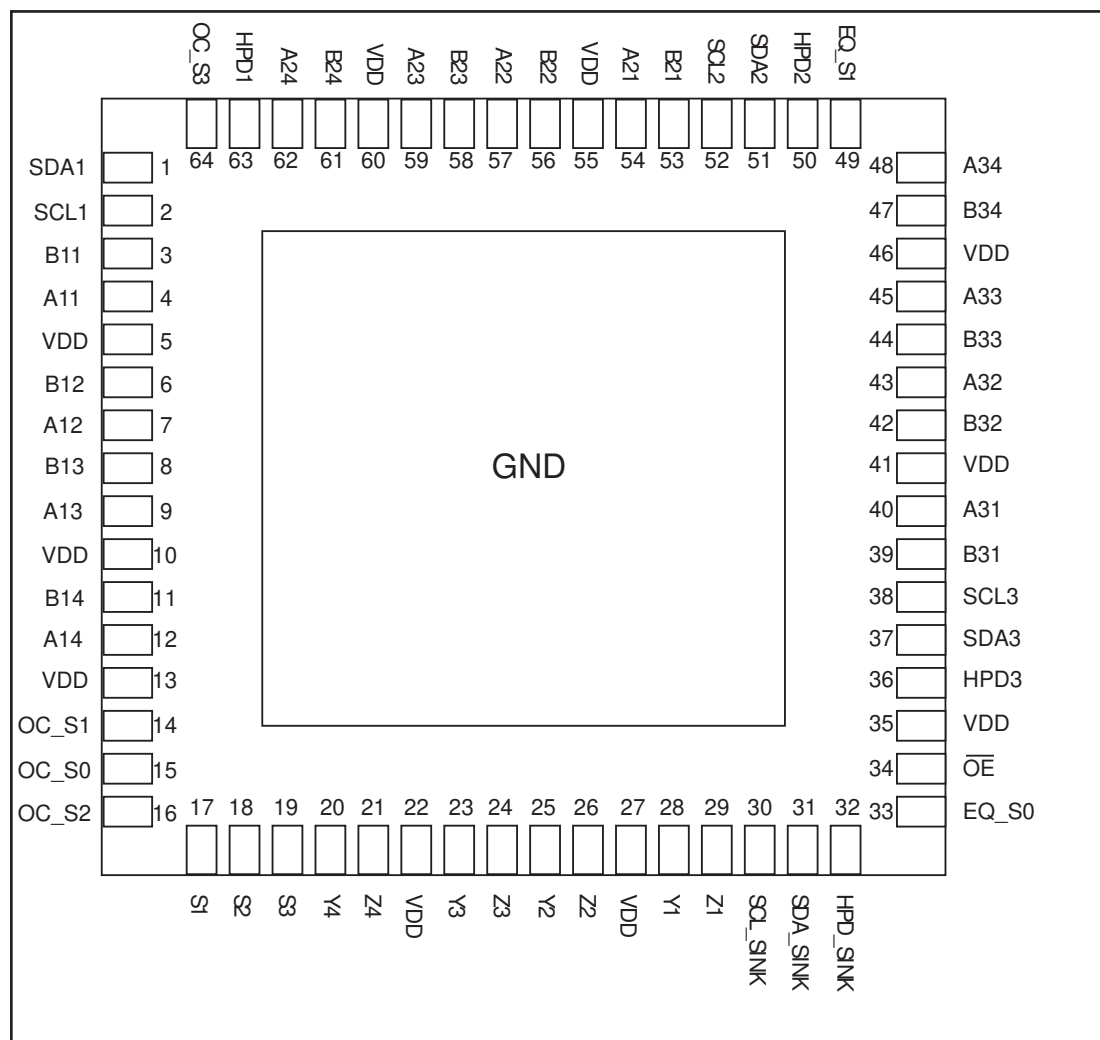 OC_S3 HPD1 A24 B24 VDD A23 B23 A22 B22 VDD A21 B21 SCL2 SDA2 HPD2 EQ_S1
64 63 62 61 60 59 58 57 56 55 54 53 52 51 50 49
SDA1 1 48 A34
SCL1 2 47 B34
B11 3 46 VDD
A11 4 45 A33
VDD 5 44 B33
B12 6 43 A32
A12 7 42 B32
B13 8 GND 41 VDD
A13 9 40 A31
VDD 10 39 B31
B14 11 38 SCL3
A14 12 37 SDA3
VDD 13 36 HPD3
OC_S1 14 35 VDD
OC_S0 15 34 O̅E̅
OC_S2 16 33 EQ_S0
17 18 19 20 21 22 23 24 25 26 27 28 29 30 31 32
S1 S2 S3 Y4 Z4 VDD Y3 Z3 Y2 Z2 VDD Y1 Z1 SCL_SINK SDA_SINK HPD_SINK